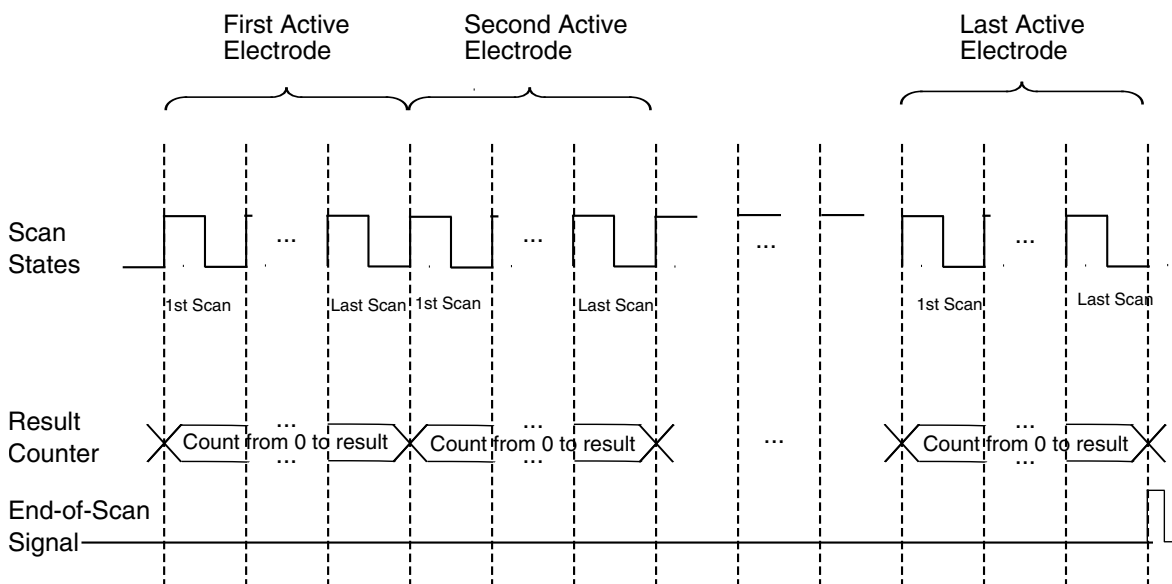 First Active
Electrode
Second Active
Electrode
Last Active
Electrode
Scan
States
...
...
...
...
1st Scan
Last Scan
1st Scan
Last Scan
1st Scan
Last Scan
Result
Counter
...
Count from 0 to result
...
...
Count from 0 to result
...
...
...
Count from 0 to result
...
End-of-Scan
Signal